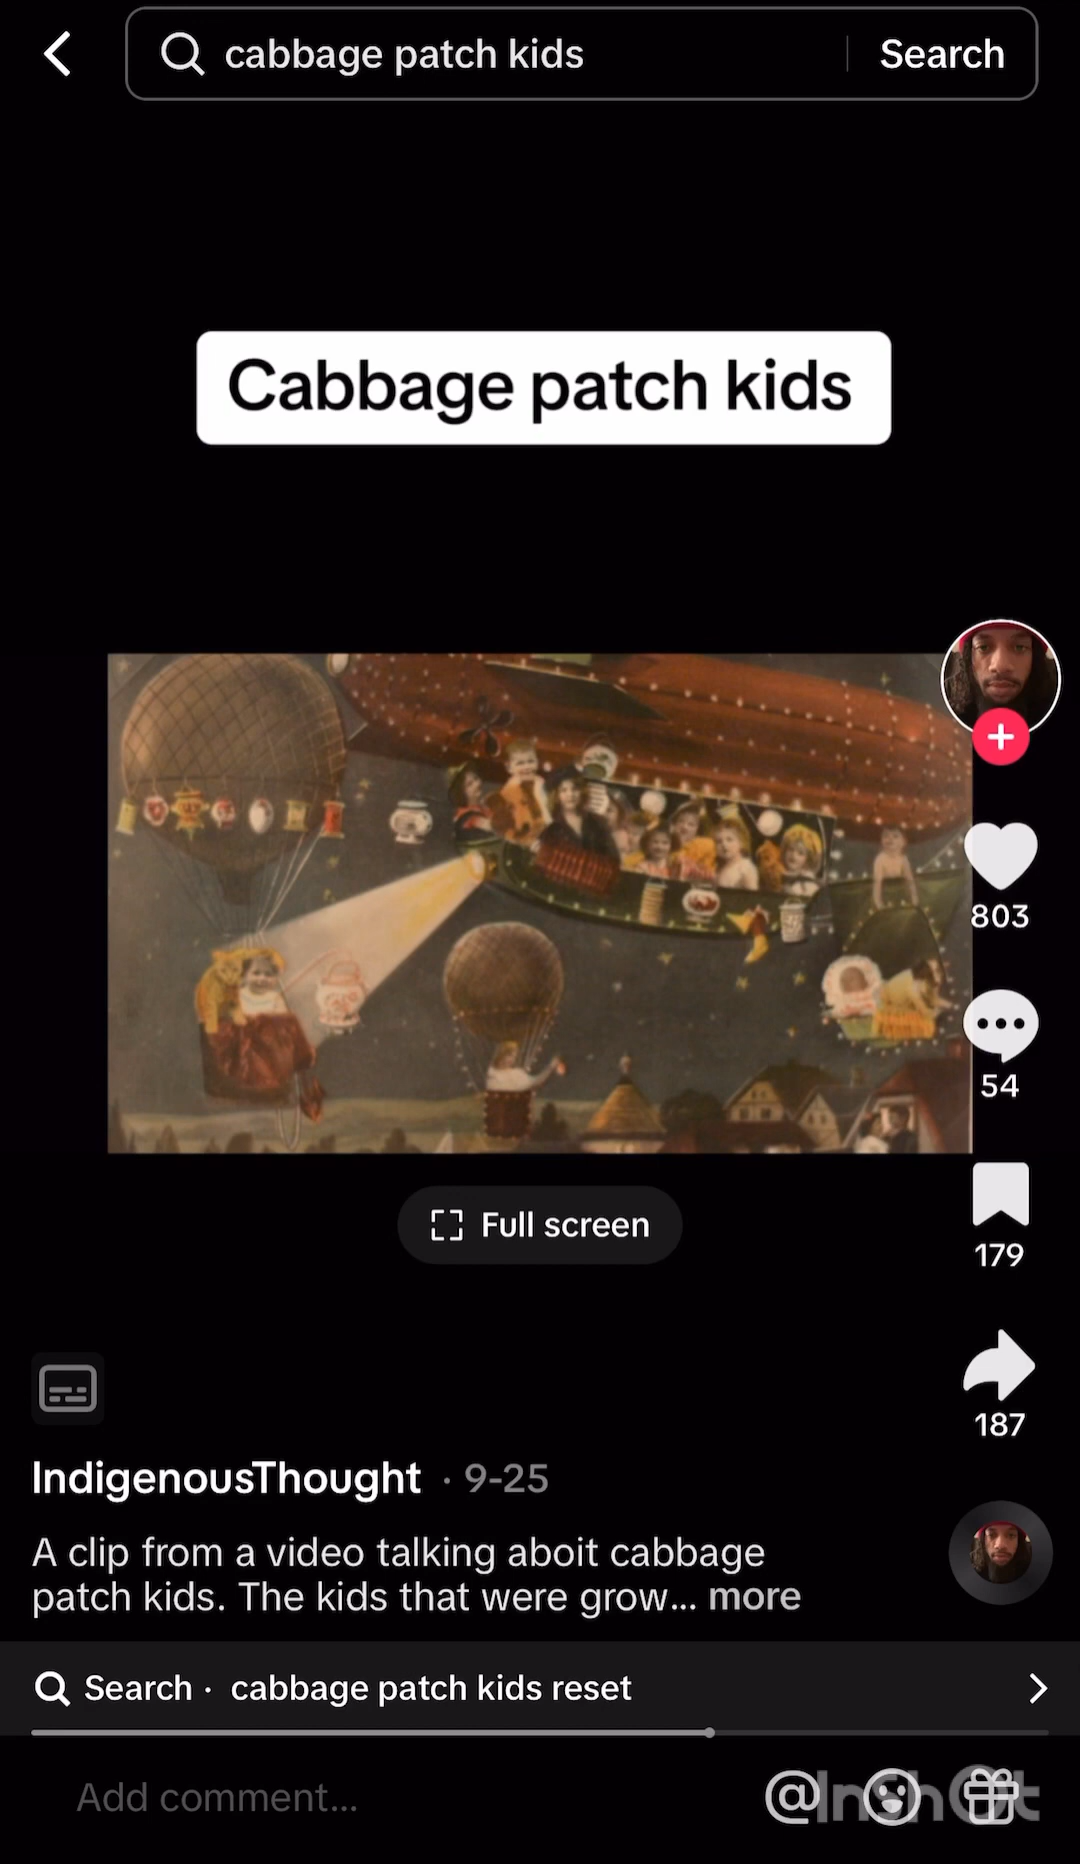 cabbage patch kids
Search
Cabbage patch kids
803
54
179
Full screen
187
IndigenousThought · 9-25
A clip from a video talking aboit cabbage
patch kids. The kids that were grow... more
Search · cabbage patch kids reset
Add comment...
InShOt